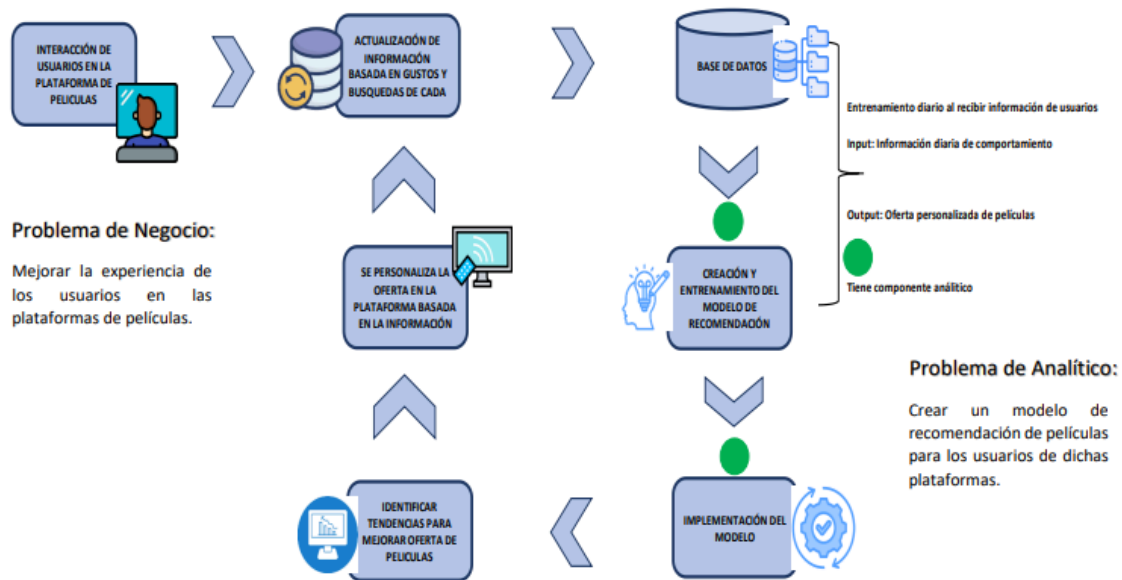 INTERACCIÓN DE
USUARIOS EN LA
PLATAFORMA DE
PELICULAS
ACTUALIZACIÓN DE
INFORMACIÓN
BASADA EN GUSTOS Y
BUSQUEDAS DE CADA
BASE DE DATOS
Entrenamiento diario al recibir información de usuarios
Input: Información diaria de comportamiento
Output: Oferta personalizada de películas
Tiene componente análitico
Problema de Negocio:
Mejorar la experiencia de
los usuarios en las
plataformas de películas.
SE PERSONALIZA LA
OFERTA EN LA
PLATAFORMA BASADA
EN LA INFORMACIÓN
CREACIÓN Y
ENTRENAMIENTO DEL
MODELO DE
RECOMENDACIÓN
Problema de Analítico:
Crear un modelo de
recomendación de películas
para los usuarios de dichas
plataformas.
IDENTIFICAR
TENDENCIAS PARA
MEJORAR OFERTA DE
PELICULAS
IMPLEMENTACIÓN DEL
MODELO